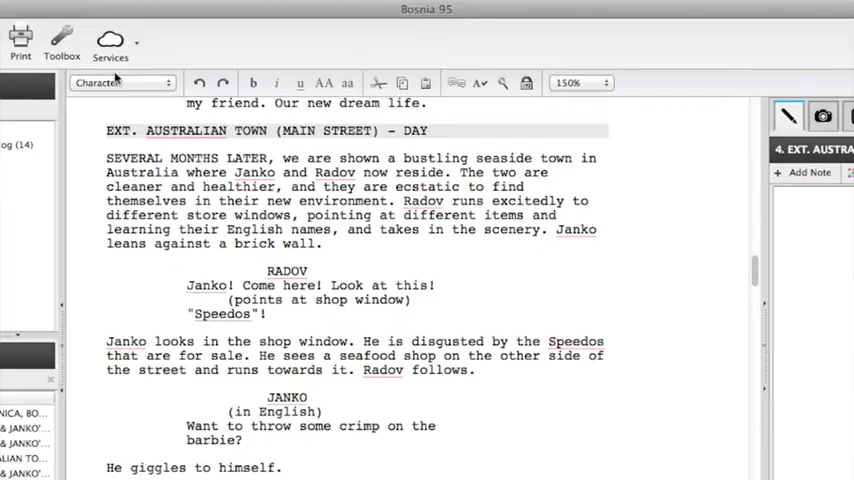 Bosnia 95
Print
Toolbox
Services
Character
b
i
u
AA
aa
150%
my friend. Our new dream life.
EXT. AUSTRALIAN TOWN (MAIN STREET) - DAY
SEVERAL MONTHS LATER, we are shown a bustling seaside town in
Australia where Janko and Radov now reside. The two are
cleaner and healthier, and they are ecstatic to find
themselves in their new environment. Radov runs excitedly to
different store windows, pointing at different items and
learning their English names, and takes in the scenery. Janko
leans against a brick wall.
RADOV
Janko! Come here! Look at this!
(points at shop window)
"Speedos"!
Janko looks in the shop window. He is disgusted by the Speedos
that are for sale. He sees a seafood shop on the other side of
the street and runs towards it. Radov follows.
JANKO
(in English)
Want to throw some crimp on the
barbie?
He giggles to himself.
og (14)
NICA, BO...
& JANKO'...
& JANKO'...
ALIAN TO...
& JANKO'...
4. EXT. AUSTRA
+ Add Note